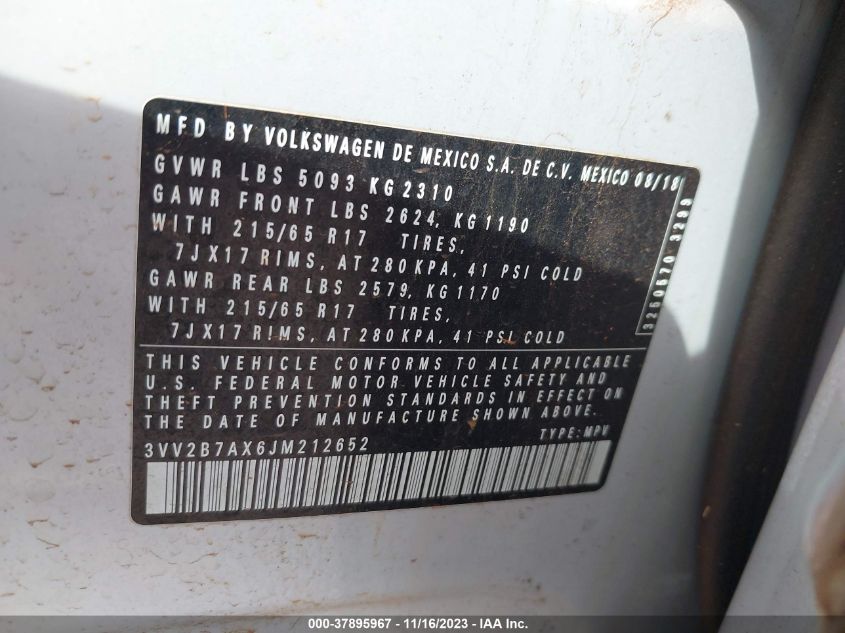 MFD BY VOLKSWAGEN DE MEXICO S.A. DE C.V. MEXICO 08/18
GVWR LBS 5093 KG 2310
GAWR FRONT LBS 2624, KG 1190
WITH 215/65 R17 TIRES,
7JX17 RIMS, AT 280 KPA, 41 PSI COLD
GAWR REAR LBS 2579, KG 1170
WITH 215/65 R17 TIRES,
7JX17 RIMS, AT 280 KPA, 41 PSI COLD
THIS VEHICLE CONFORMS TO ALL APPLICABLE
U.S. FEDERAL MOTOR VEHICLE SAFETY AND
THEFT PREVENTION STANDARDS IN EFFECT ON
THE DATE OF MANUFACTURE SHOWN ABOVE.
3VV2B7AX6JM212652 TYPE: MPV
3260570 3299
000-37895967 - 11/16/2023 - IAA Inc.